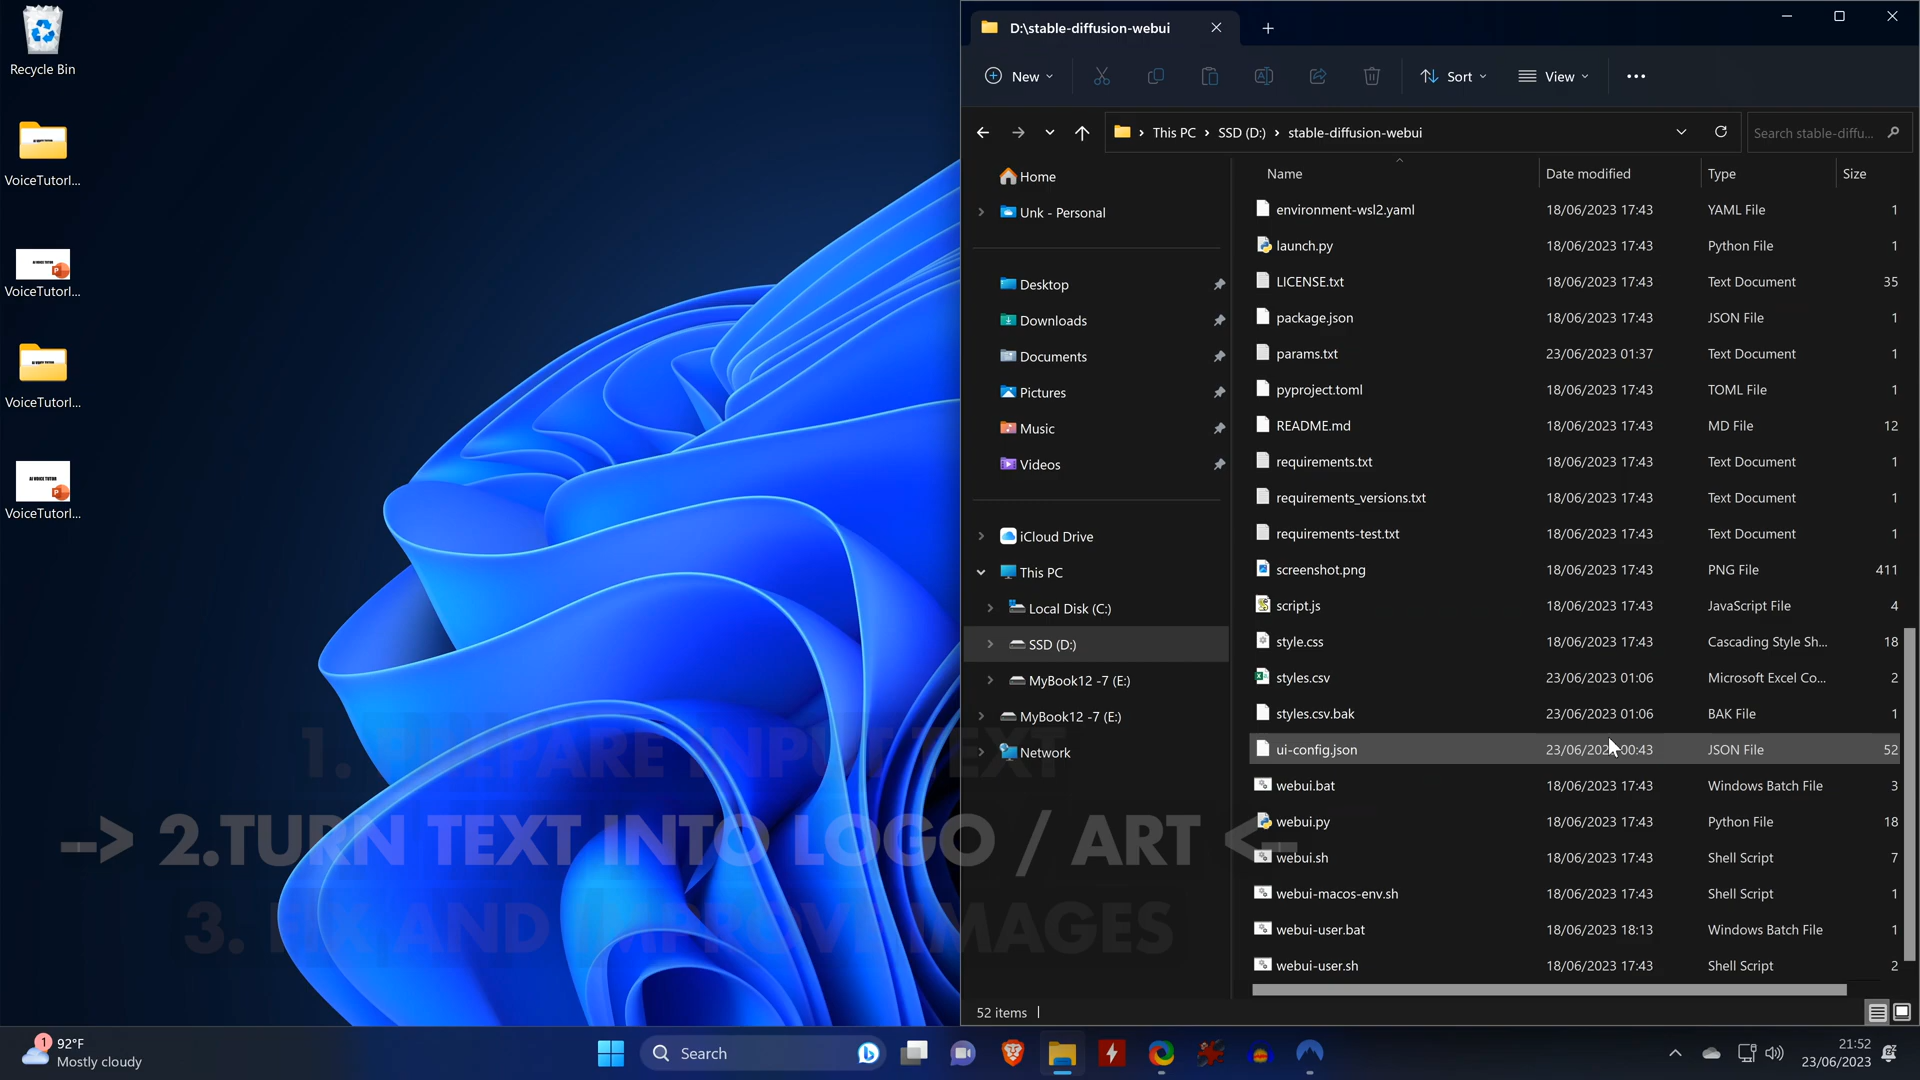 Recycle Bin
VoiceTutorI...
VoiceTutorI...
VoiceTutorI...
VoiceTutorI...
D:\stable-diffusion-webui
New
Sort
View
This PC > SSD (D:) > stable-diffusion-webui
Search stable-diffu...
Home
Unk - Personal
Desktop
Downloads
Documents
Pictures
Music
Videos
iCloud Drive
This PC
Local Disk (C:)
SSD (D:)
MyBook12 -7 (E:)
MyBook12 -7 (E:)
Network
Name Date modified Type Size
environment-wsl2.yaml 18/06/2023 17:43 YAML File 1
launch.py 18/06/2023 17:43 Python File 1
LICENSE.txt 18/06/2023 17:43 Text Document 35
package.json 18/06/2023 17:43 JSON File 1
params.txt 23/06/2023 01:37 Text Document 1
pyproject.toml 18/06/2023 17:43 TOML File 1
README.md 18/06/2023 17:43 MD File 12
requirements.txt 18/06/2023 17:43 Text Document 1
requirements_versions.txt 18/06/2023 17:43 Text Document 1
requirements-test.txt 18/06/2023 17:43 Text Document 1
screenshot.png 18/06/2023 17:43 PNG File 411
script.js 18/06/2023 17:43 JavaScript File 4
style.css 18/06/2023 17:43 Cascading Style Sh... 18
styles.csv 23/06/2023 01:06 Microsoft Excel Co... 2
styles.csv.bak 23/06/2023 01:06 BAK File 1
ui-config.json 23/06/202 00:43 JSON File 52
webui.bat 18/06/2023 17:43 Windows Batch File 3
webui.py 18/06/2023 17:43 Python File 18
webui.sh 18/06/2023 17:43 Shell Script 7
webui-macos-env.sh 18/06/2023 17:43 Shell Script 1
webui-user.bat 18/06/2023 18:13 Windows Batch File 1
webui-user.sh 18/06/2023 17:43 Shell Script 2
52 items
1. PREPARE INPUT TEXT
--> 2.TURN TEXT INTO LOGO / ART <--
3. FIX AND IMPROVE IMAGES
1
92°F
Mostly cloudy
Search
21:52
23/06/2023